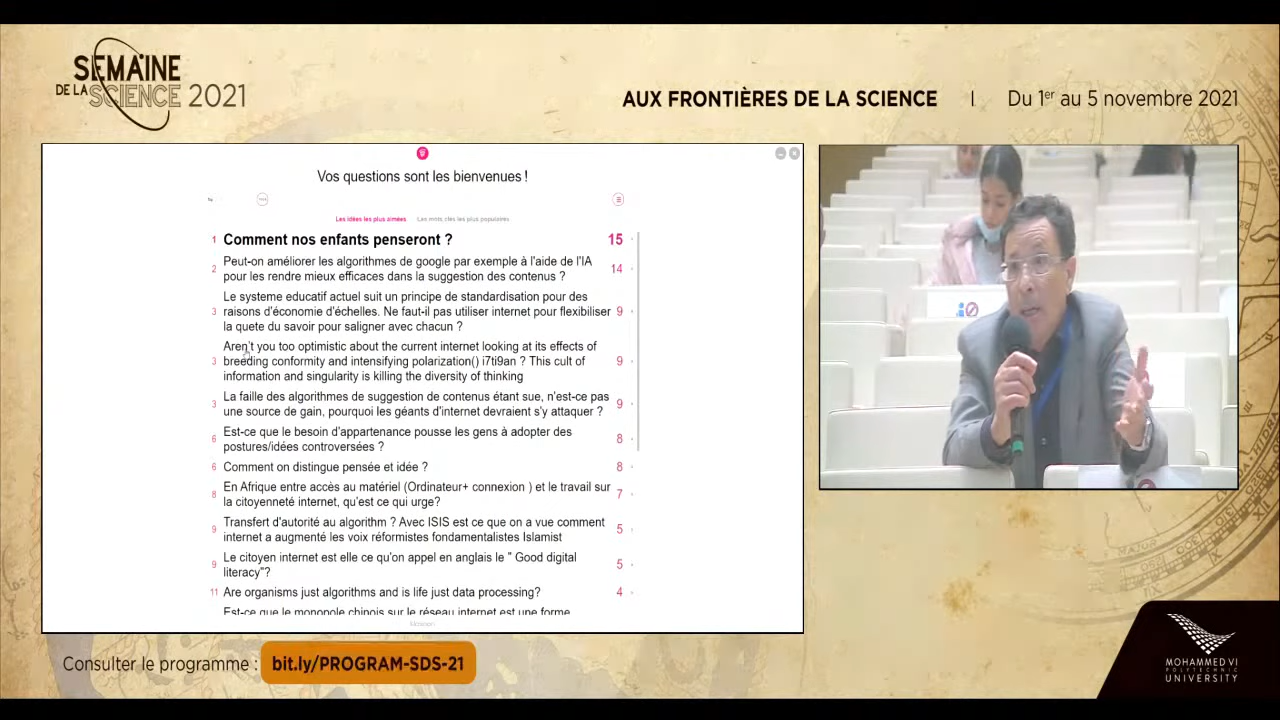 SEMAINE
DE LA SCIENCE 2021
AUX FRONTIÈRES DE LA SCIENCE | Du 1er au 5 novembre 2021
Vos questions sont les bienvenues !
Les idées les plus aimées Les mots clés les plus populaires
1 Comment nos enfants penseront ? 15
2 Peut-on améliorer les algorithmes de google par exemple à l'aide de l'IA
pour les rendre mieux efficaces dans la suggestion des contenus ? 14
Le systeme educatif actuel suit un principe de standardisation pour des
3 raisons d'économie d'échelles. Ne faut-il pas utiliser internet pour flexibiliser 9
la quete du savoir pour saligner avec chacun ?
Aren't you too optimistic about the current internet looking at its effects of
3 breeding conformity and intensifying polarization() i7ti9an ? This cult of 9
information and singularity is killing the diversity of thinking
3 La faille des algorithmes de suggestion de contenus étant sue, n'est-ce pas
une source de gain, pourquoi les géants d'internet devraient s'y attaquer ? 9
6 Est-ce que le besoin d'appartenance pousse les gens à adopter des
postures/idées controversées ? 8
6 Comment on distingue pensée et idée ? 8
8 En Afrique entre accès au matériel (Ordinateur+ connexion ) et le travail sur
la citoyenneté internet, qu'est ce qui urge? 7
9 Transfert d'autorité au algorithm ? Avec ISIS est ce que on a vue comment
internet a augmenté les voix réformistes fondamentalistes Islamist 5
9 Le citoyen internet est elle ce qu'on appel en anglais le " Good digital
literacy"? 5
11 Are organisms just algorithms and is life just data processing? 4
Est-ce que le monopole chinois sur le réseau internet est une forme
Consulter le programme : bit.ly/PROGRAM-SDS-21
MOHAMMED VI
POLYTECHNIC
UNIVERSITY